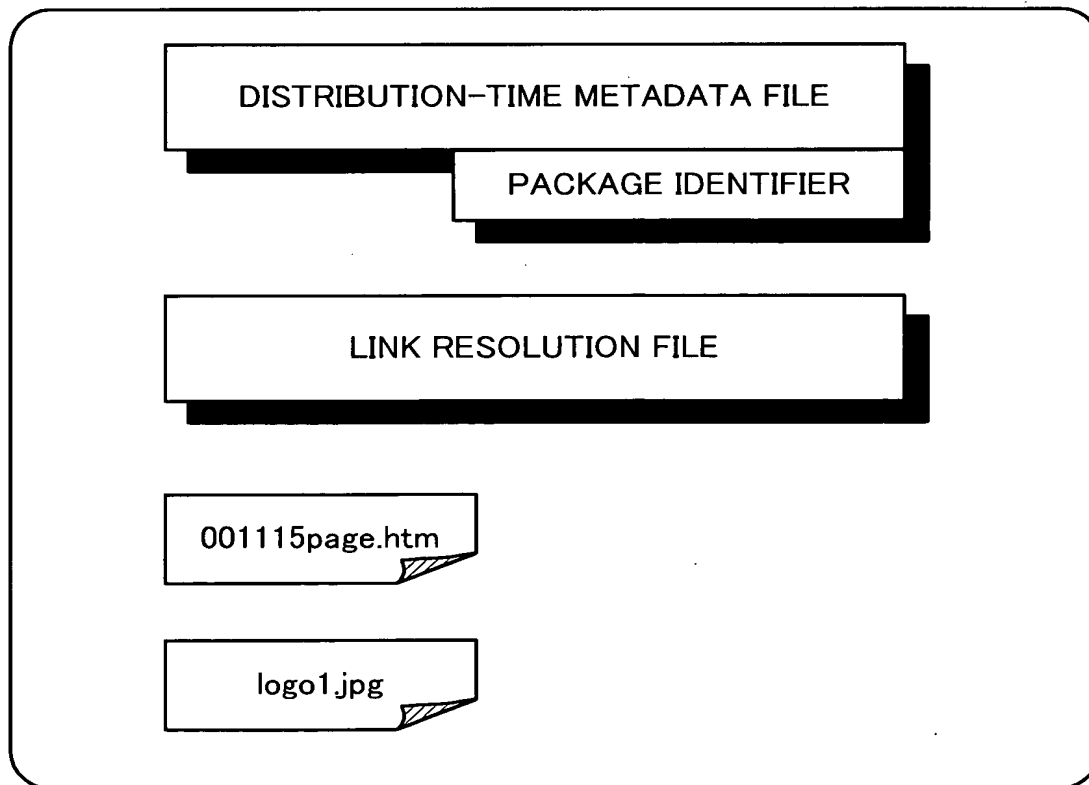 DISTRIBUTION-TIME METADATA FILE
PACKAGE IDENTIFIER
LINK RESOLUTION FILE
001115page.htm
logo1.jpg